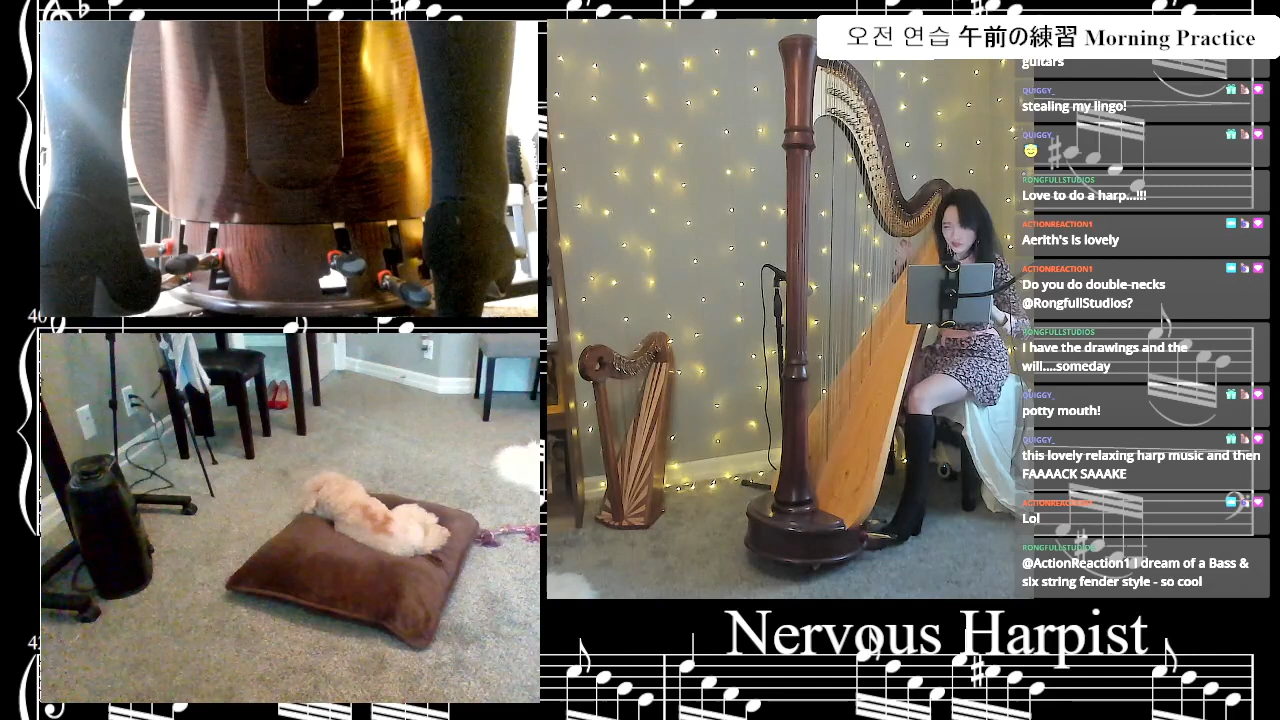 오전 연습 午前の練習 Morning Practice
guitars
QUIGGY_
stealing my lingo!
QUIGGY_
RONGFULLSTUDIOS
Love to do a harp...!!!
ACTIONREACTION1
Aerith's is lovely
ACTIONREACTION1
Do you do double-necks
@RongfullStudios?
RONGFULLSTUDIOS
I have the drawings and the
will....someday
QUIGGY_
potty mouth!
QUIGGY_
this lovely relaxing harp music and then
FAAAACK SAAAKE
ACTIONREACTION1
Lol
RONGFULLSTUDIOS
@ActionReaction1 I dream of a Bass &
six string fender style - so cool
Nervous Harpist